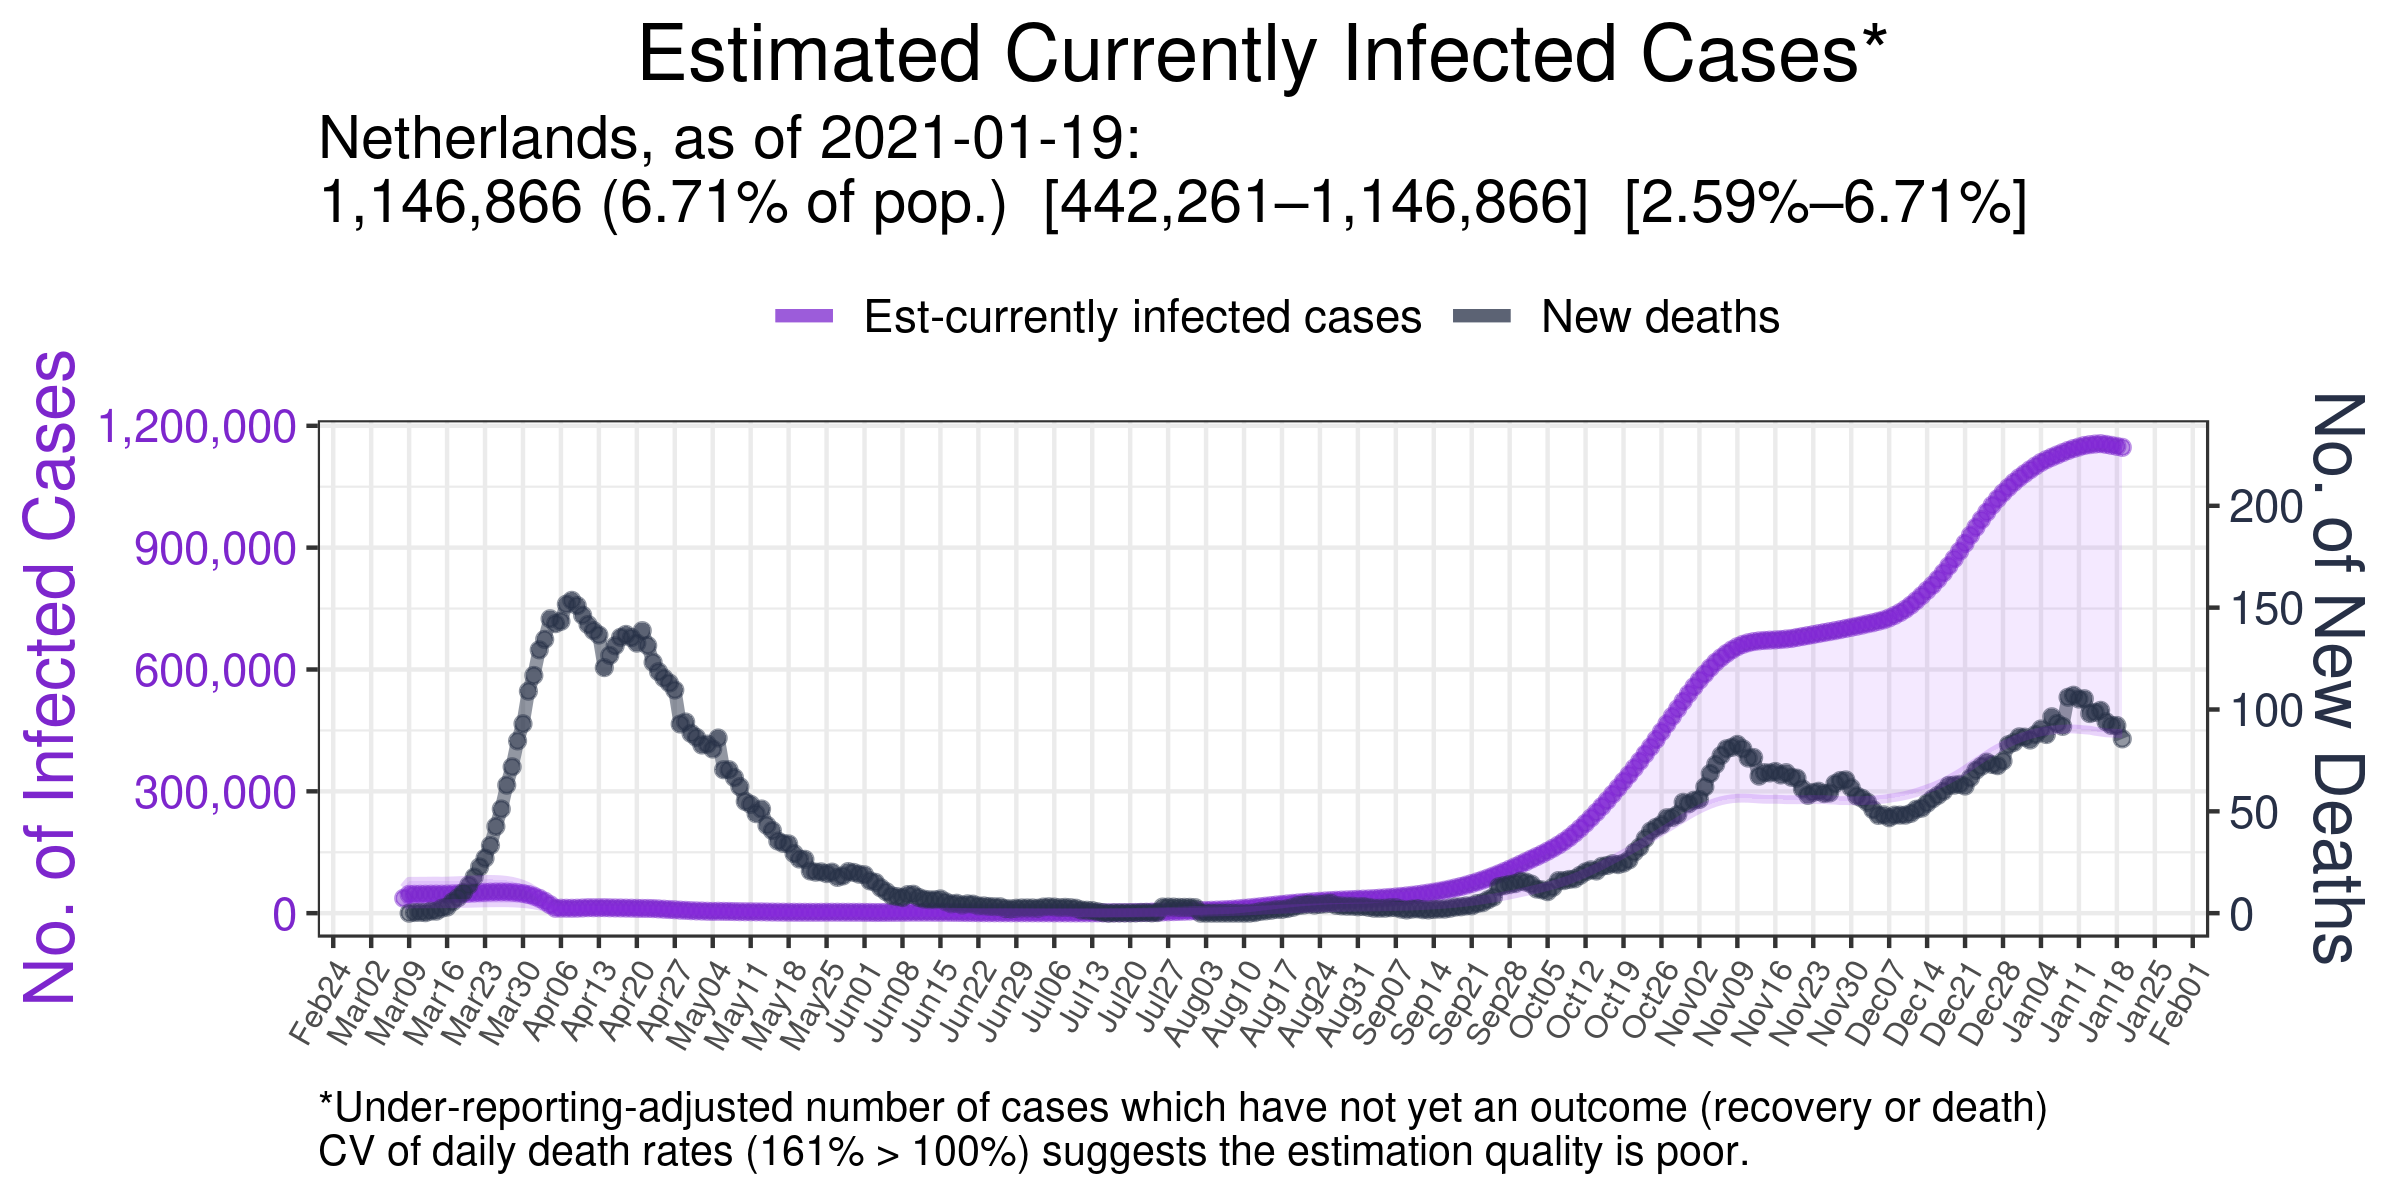 Estimated Currently Infected Cases*
Netherlands, as of 2021-01-19:
1,146,866 (6.71% of pop.)  [442,261–1,146,866]  [2.59%–6.71%]
Est-currently infected cases
New deaths
No. of Infected Cases
1,200,000
900,000
600,000
300,000
0
No. of New Deaths
200
150
100
50
0
Feb24
Mar02
Mar09
Mar16
Mar23
Mar30
Apr06
Apr13
Apr20
Apr27
May04
May11
May18
May25
Jun01
Jun08
Jun15
Jun22
Jun29
Jul06
Jul13
Jul20
Jul27
Aug03
Aug10
Aug17
Aug24
Aug31
Sep07
Sep14
Sep21
Sep28
Oct05
Oct12
Oct19
Oct26
Nov02
Nov09
Nov16
Nov23
Nov30
Dec07
Dec14
Dec21
Dec28
Jan04
Jan11
Jan18
Jan25
Feb01
*Under-reporting-adjusted number of cases which have not yet an outcome (recovery or death)
CV of daily death rates (161% > 100%) suggests the estimation quality is poor.